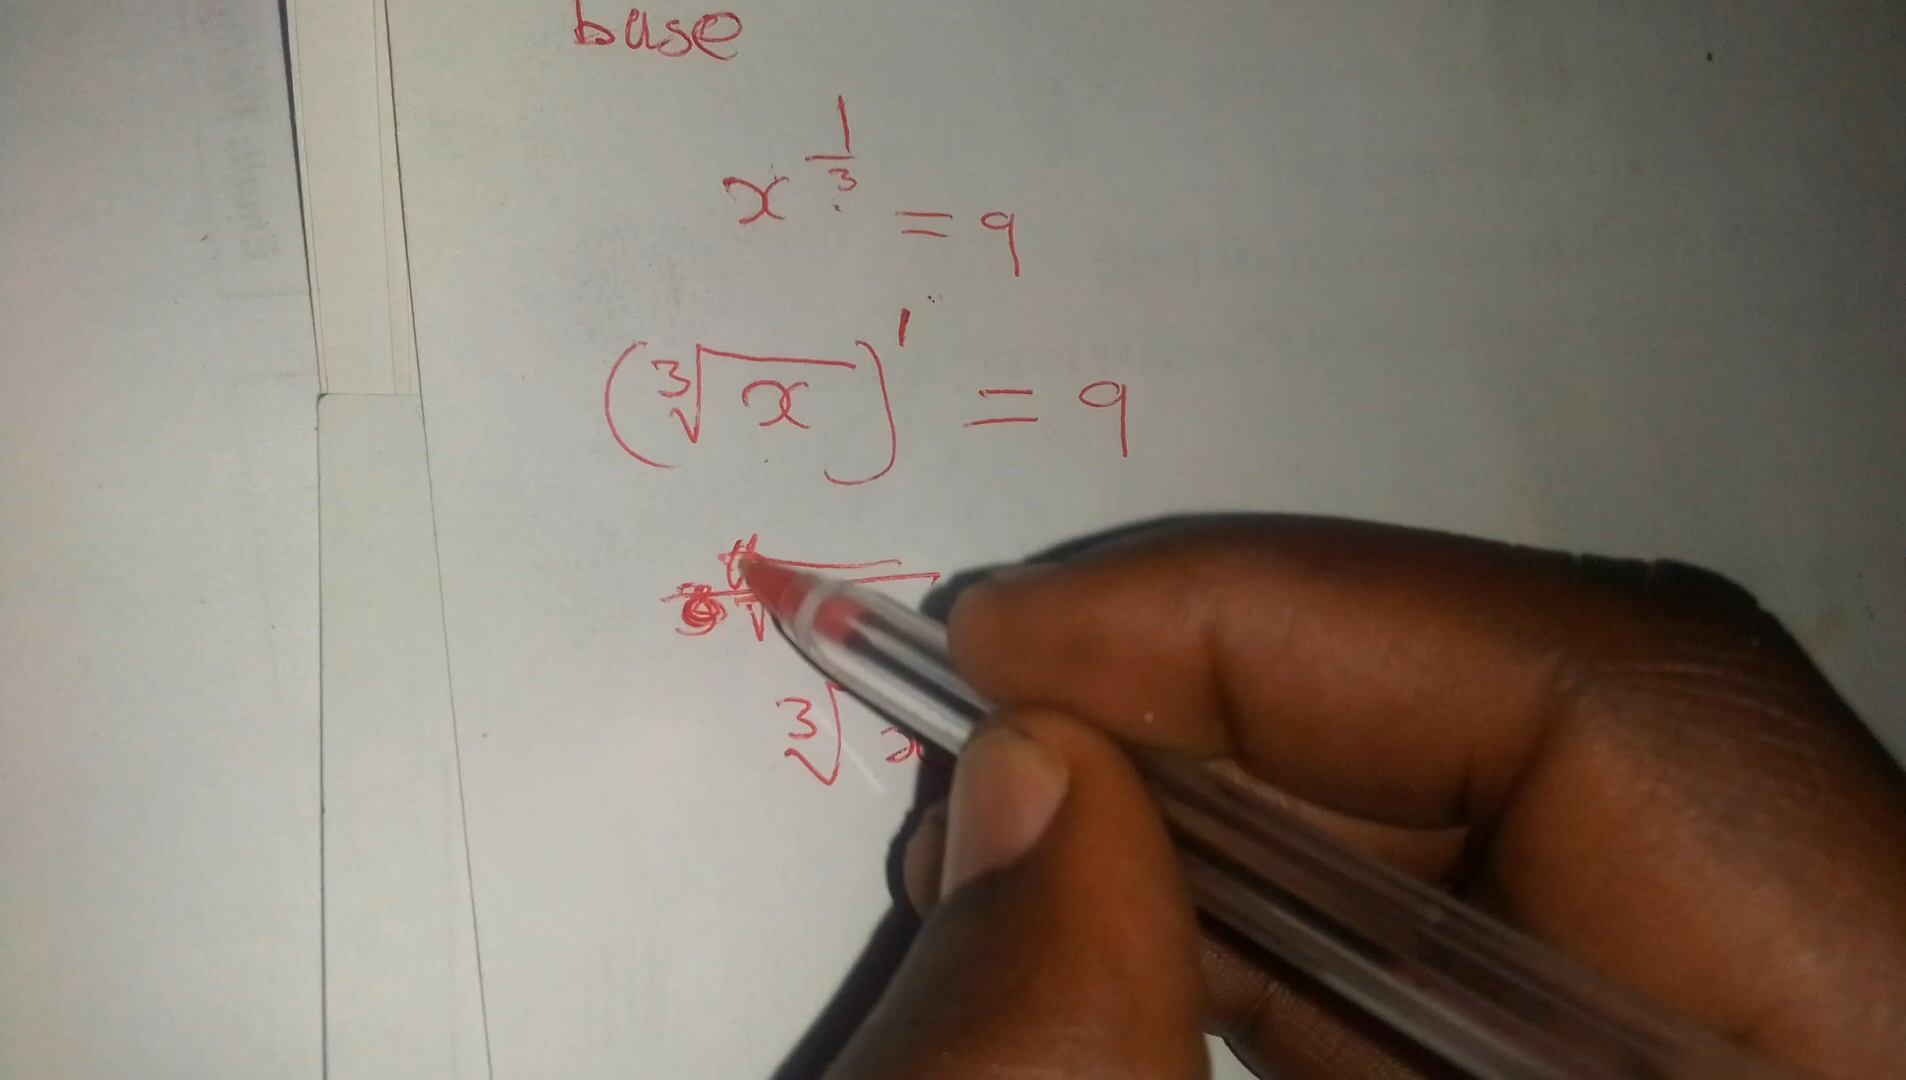 base
x^{1/3} = 9
(∛x)^1 = 9
∛x